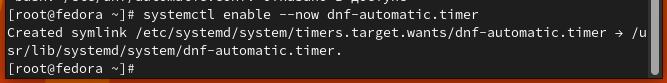 [root@fedora ~]# systemctl enable --now dnf-automatic.timer
Created symlink /etc/systemd/system/timers.target.wants/dnf-automatic.timer → /u
sr/lib/systemd/system/dnf-automatic.timer.
[root@fedora ~]#